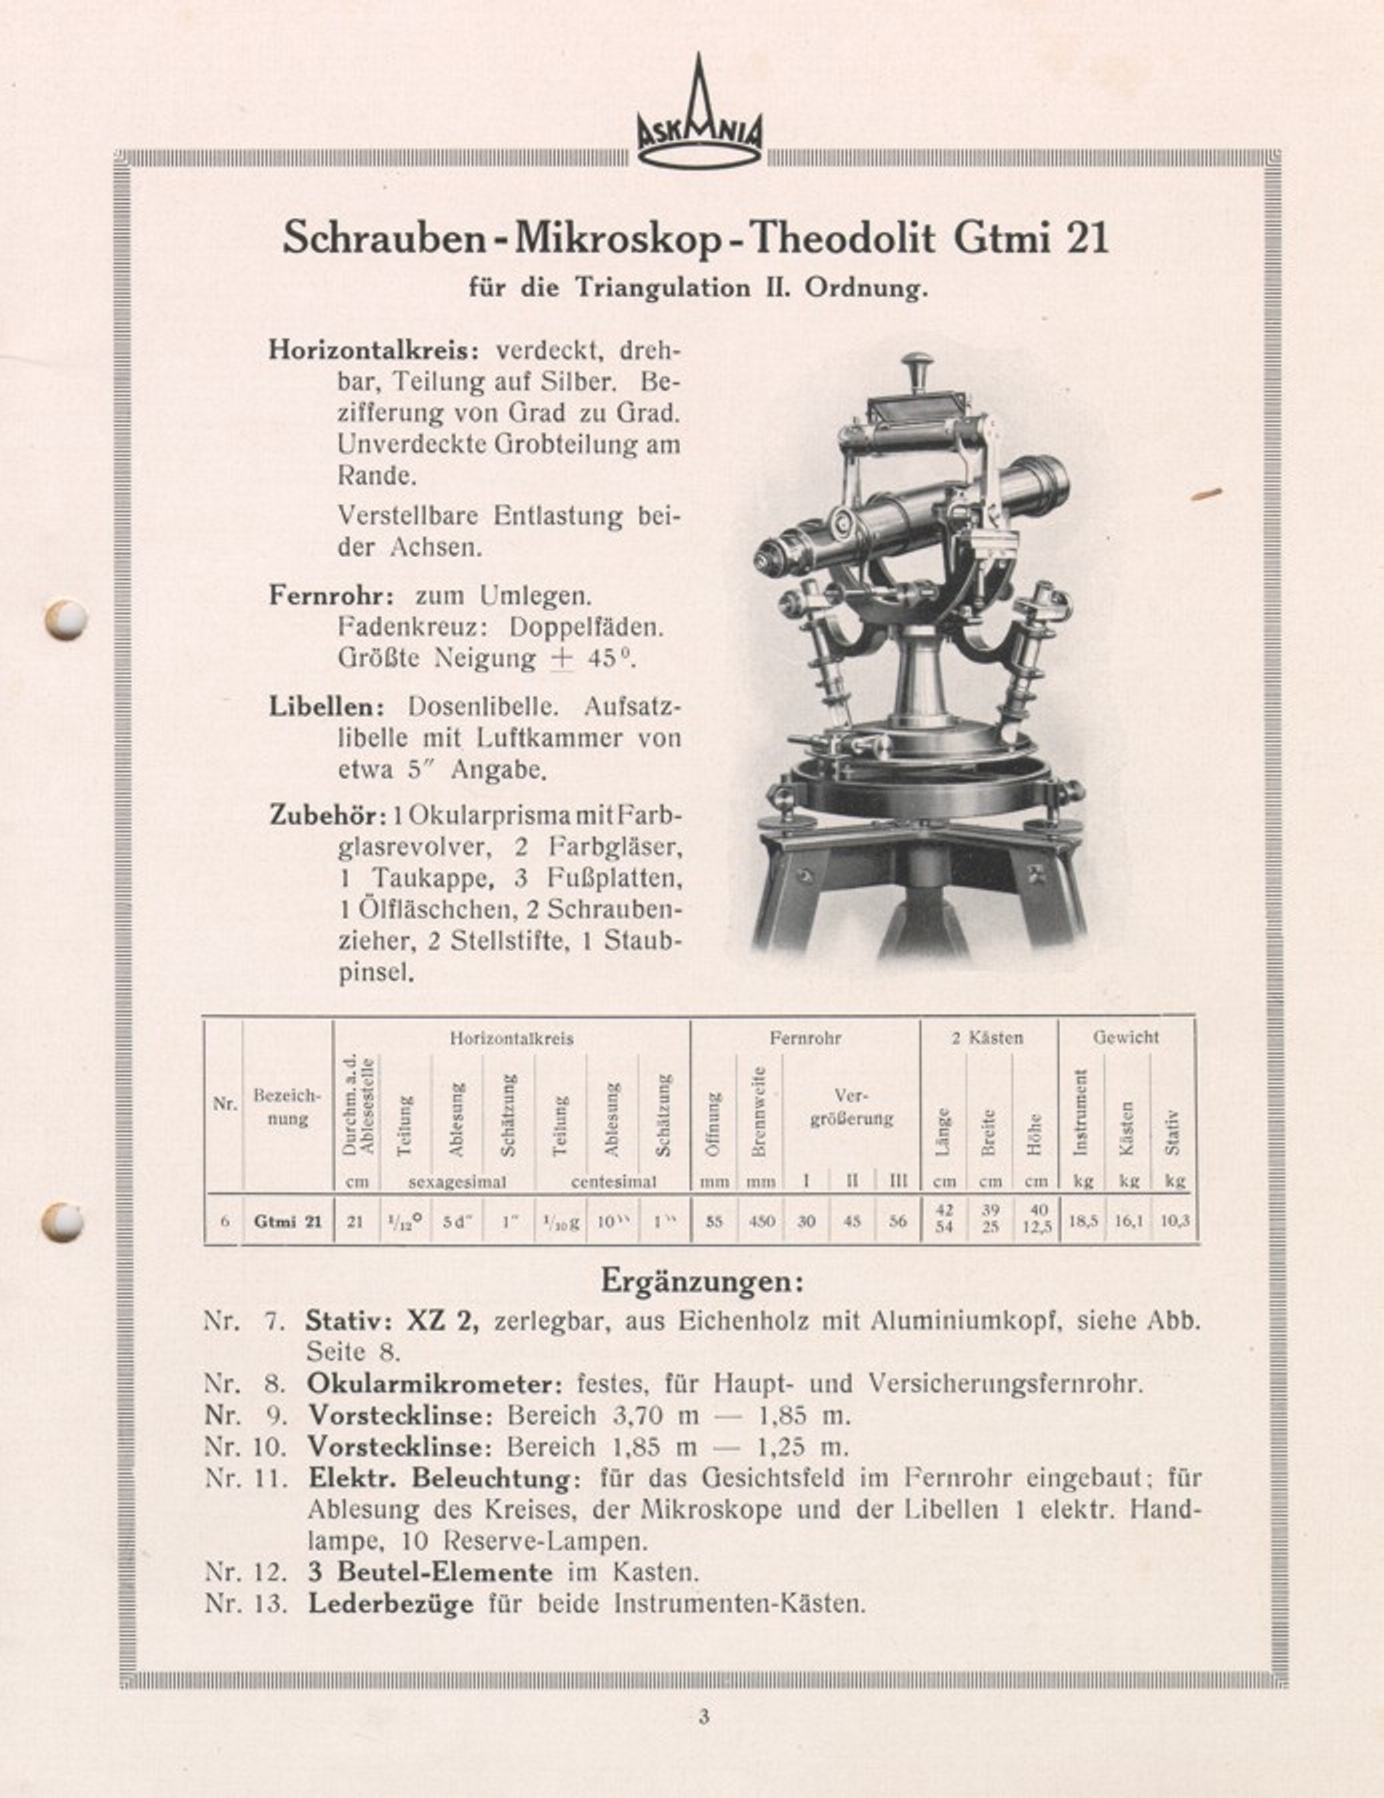 ASKANIA
Schrauben-Mikroskop-Theodolit Gtmi 21
für die Triangulation II. Ordnung.
Horizontalkreis: verdeckt, dreh-
bar, Teilung auf Silber. Be-
zifferung von Grad zu Grad.
Unverdeckte Grobteilung am
Rande.
Verstellbare Entlastung bei-
der Achsen.
Fernrohr: zum Umlegen.
Fadenkreuz: Doppelfäden.
Größte Neigung ± 45°.
Libellen: Dosenlibelle. Aufsatz-
libelle mit Luftkammer von
etwa 5″ Angabe.
Zubehör: 1 Okularprisma mit Farb-
glasrevolver, 2 Farbgläser,
1 Taukappe, 3 Fußplatten,
1 Ölfläschchen, 2 Schrauben-
zieher, 2 Stellstifte, 1 Staub-
pinsel.
Horizontalkreis Fernrohr 2 Kästen Gewicht
Nr. Bezeich-nung Durchm. a. d. Ablesestelle Teilung Ablesung Schätzung Teilung Ablesung Schätzung Öffnung Brennweite Ver-größerung Länge Breite Höhe Instrument Kästen Stativ
cm sexagesimal centesimal mm mm I II III cm cm cm kg kg kg
6 Gtmi 21 21 1/12° 5 d″ 1″ 1/10 g 10‵‵ 1‵‵ 55 450 30 45 56 42 39 40 18,5 16,1 10,3
54 25 12,5
Ergänzungen:
Nr. 7. Stativ: XZ 2, zerlegbar, aus Eichenholz mit Aluminiumkopf, siehe Abb.
Seite 8.
Nr. 8. Okularmikrometer: festes, für Haupt- und Versicherungsfernrohr.
Nr. 9. Vorstecklinse: Bereich 3,70 m — 1,85 m.
Nr. 10. Vorstecklinse: Bereich 1,85 m — 1,25 m.
Nr. 11. Elektr. Beleuchtung: für das Gesichtsfeld im Fernrohr eingebaut; für
Ablesung des Kreises, der Mikroskope und der Libellen 1 elektr. Hand-
lampe, 10 Reserve-Lampen.
Nr. 12. 3 Beutel-Elemente im Kasten.
Nr. 13. Lederbezüge für beide Instrumenten-Kästen.
3